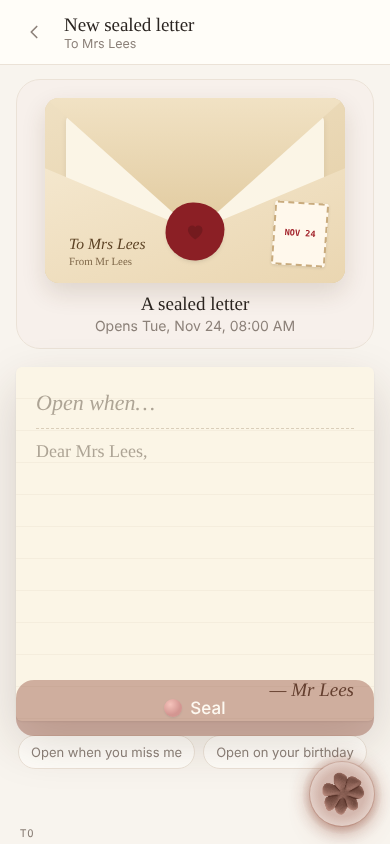 New sealed letter
To Mrs Lees
To Mrs Lees
From Mr Lees
NOV 24
A sealed letter
Opens Tue, Nov 24, 08:00 AM
Open when…
Dear Mrs Lees,
— Mr Lees
Seal
Open when you miss me
Open on your birthday
TO